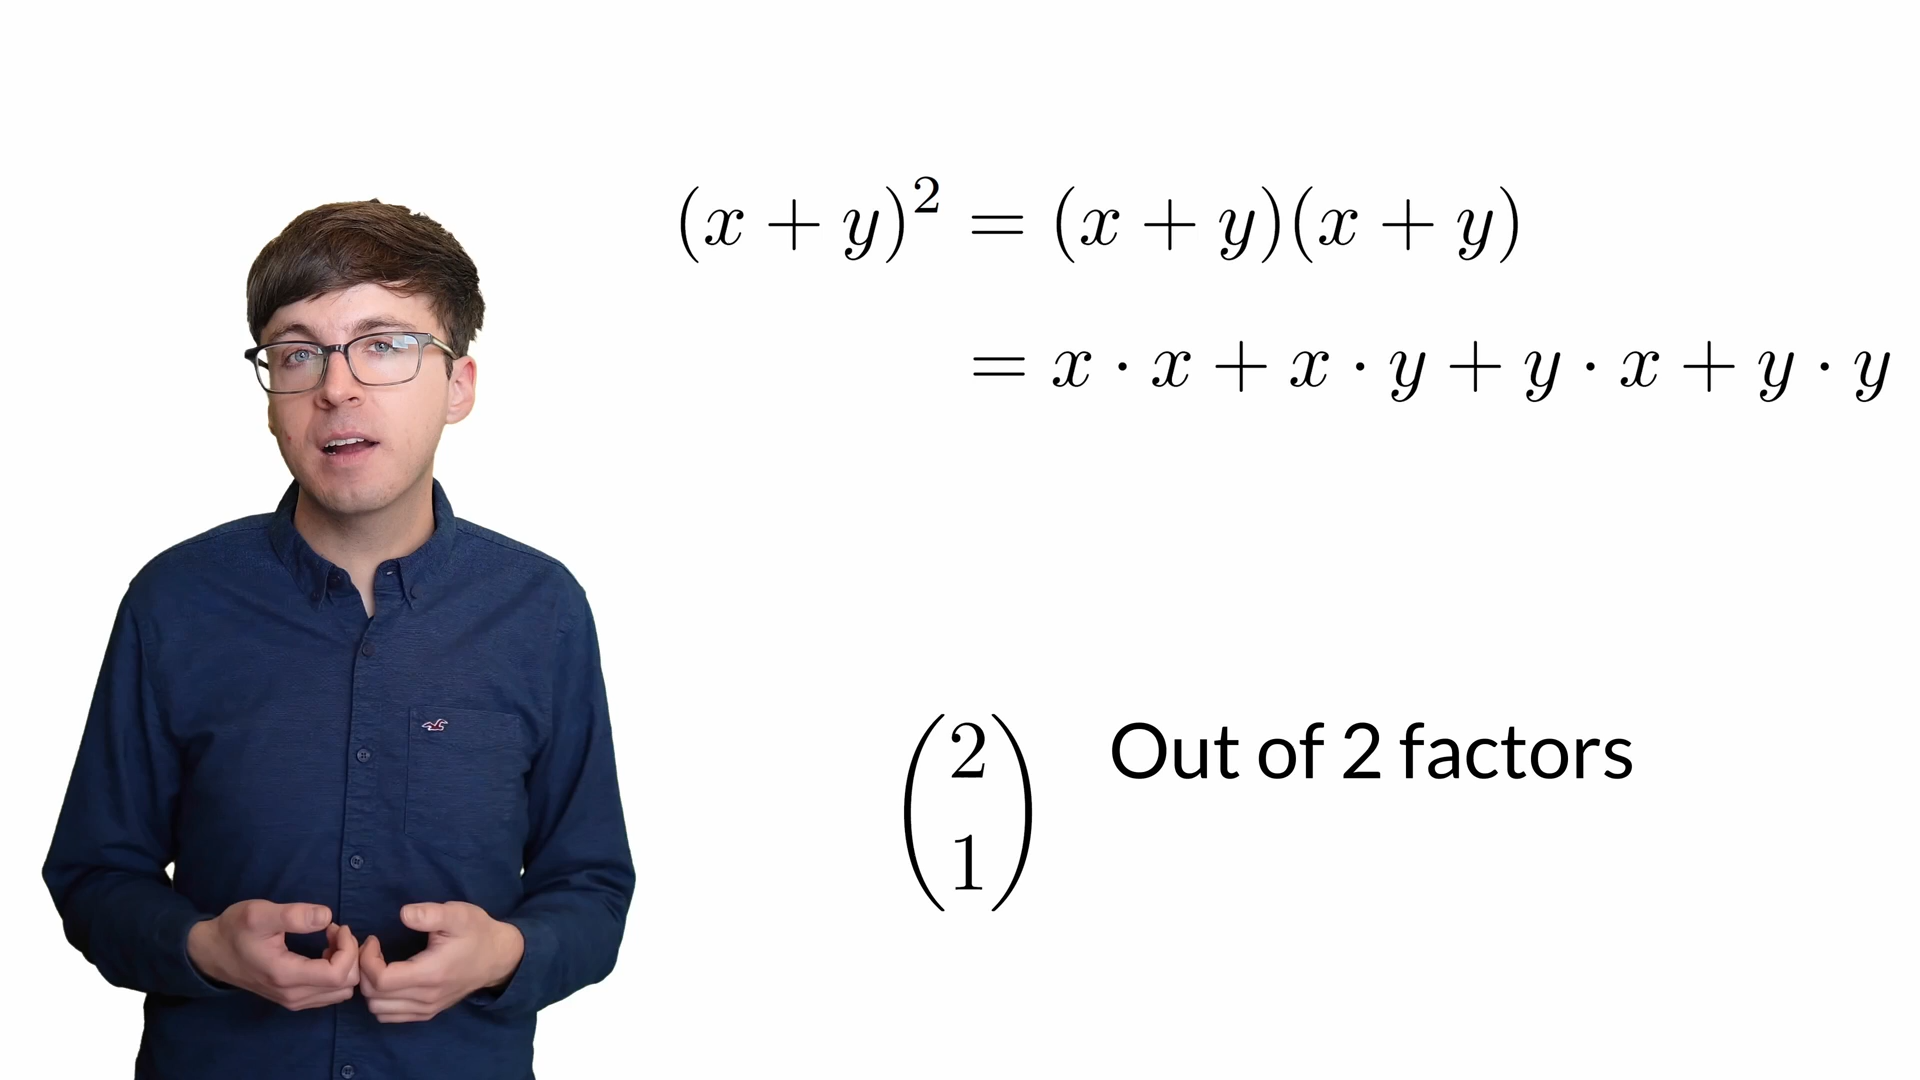 (x + y)² = (x + y)(x + y)
= x · x + x · y + y · x + y · y
(2 1) Out of 2 factors